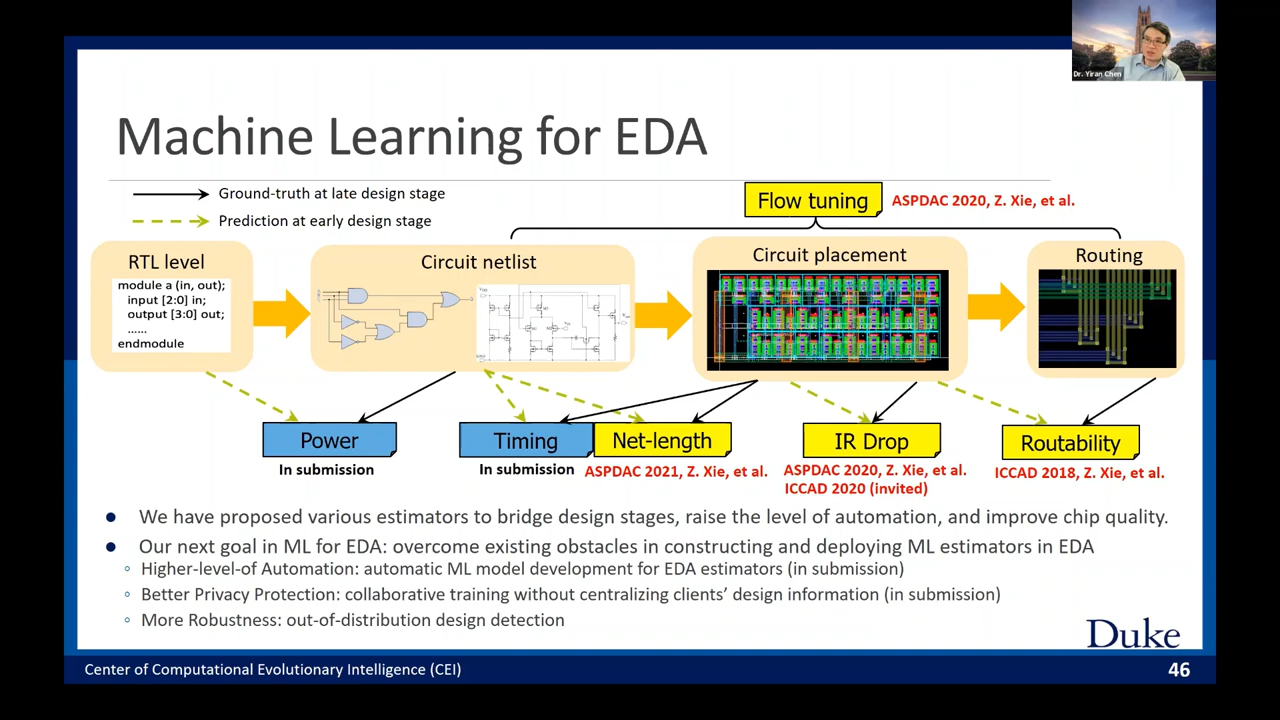 Dr. Yiran Chen
Machine Learning for EDA
Ground-truth at late design stage
Prediction at early design stage
Flow tuning
ASPDAC 2020, Z. Xie, et al.
RTL level
module a (in, out);
input [2:0] in;
output [3:0] out;
......
endmodule
Circuit netlist
Circuit placement
Routing
Power
In submission
Timing
In submission
Net-length
ASPDAC 2021, Z. Xie, et al.
IR Drop
ASPDAC 2020, Z. Xie, et al.
ICCAD 2020 (invited)
Routability
ICCAD 2018, Z. Xie, et al.
● We have proposed various estimators to bridge design stages, raise the level of automation, and improve chip quality.
● Our next goal in ML for EDA: overcome existing obstacles in constructing and deploying ML estimators in EDA
◦ Higher-level-of Automation: automatic ML model development for EDA estimators (in submission)
◦ Better Privacy Protection: collaborative training without centralizing clients’ design information (in submission)
◦ More Robustness: out-of-distribution design detection
Duke
Center of Computational Evolutionary Intelligence (CEI)
46